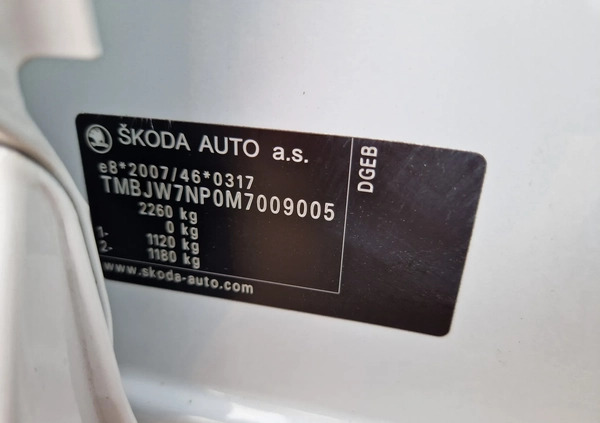 ŠKODA AUTO a.s.
e8*2007/46*0317
TMBJW7NP0M7009005
2260 kg
0 kg
1- 1120 kg
2- 1180 kg
www.skoda-auto.com
DGEB